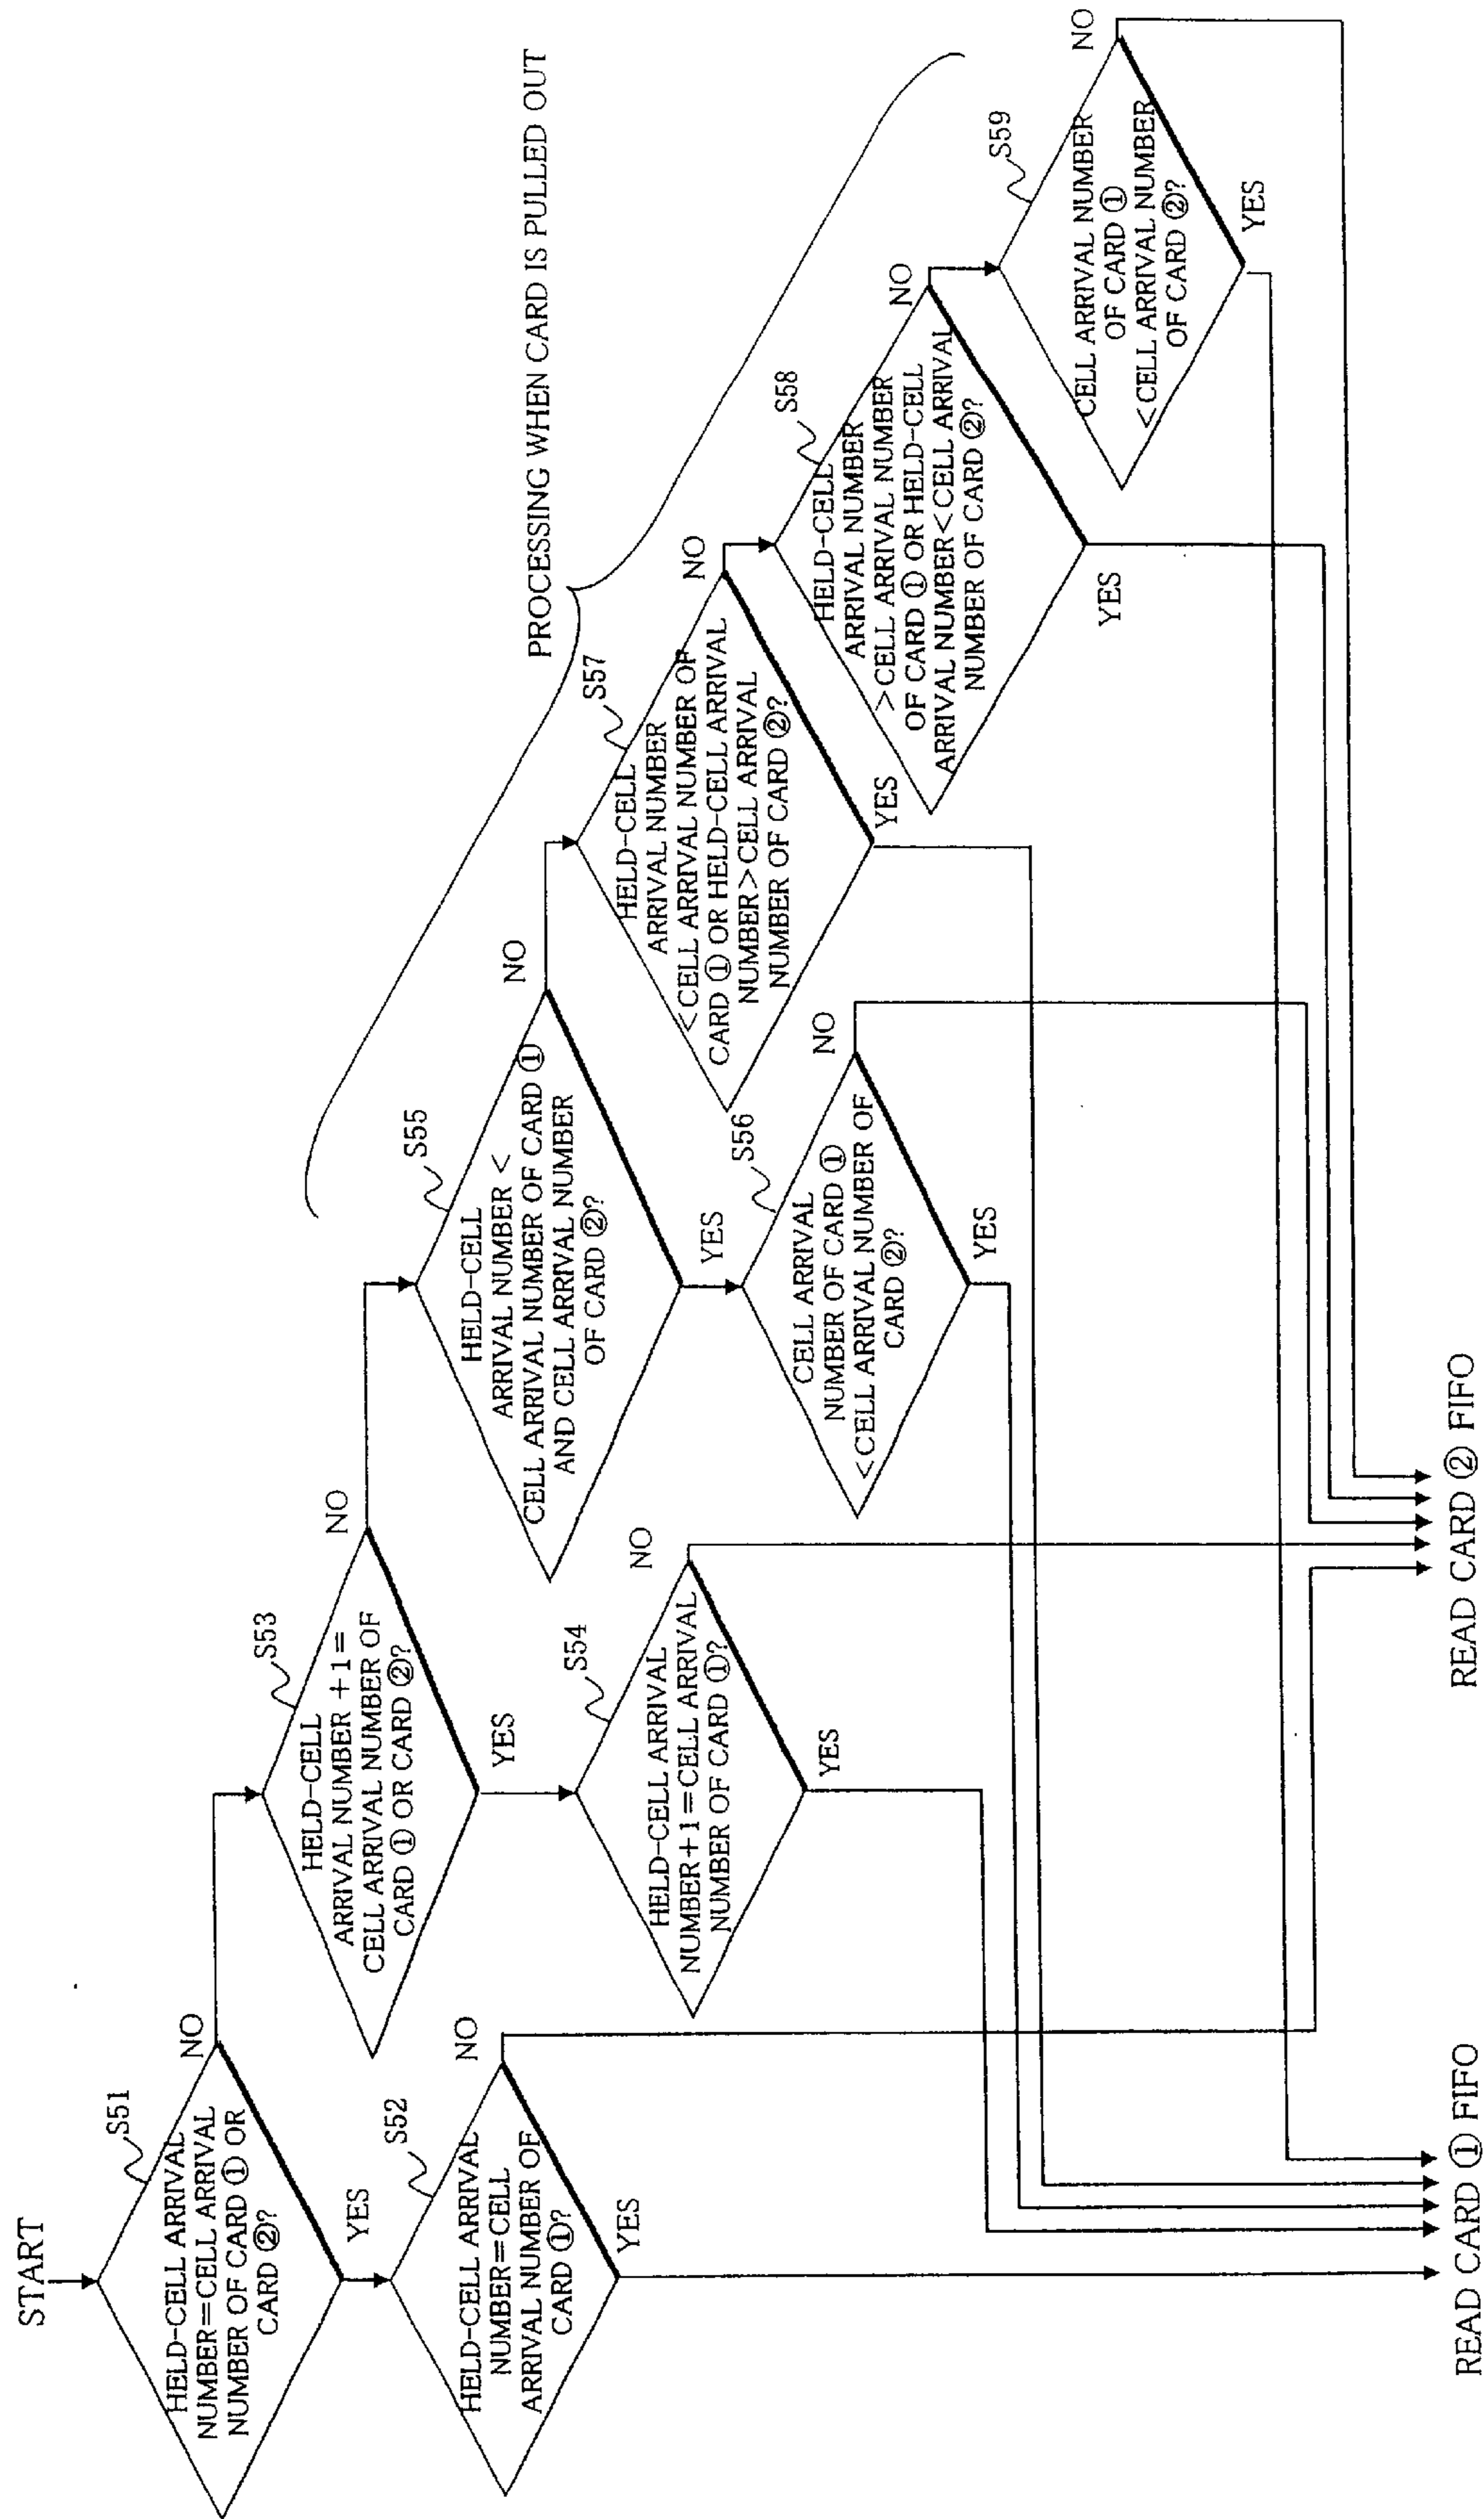 START
S51
HELD-CELL ARRIVAL
NUMBER=CELL ARRIVAL
NUMBER OF CARD ① OR
CARD ②?
NO
YES
S52
HELD-CELL ARRIVAL
NUMBER=CELL
ARRIVAL NUMBER OF
CARD ①?
NO
YES
S53
HELD-CELL
ARRIVAL NUMBER +1=
CELL ARRIVAL NUMBER OF
CARD ① OR CARD ②?
NO
YES
S54
HELD-CELL ARRIVAL
NUMBER+1=CELL ARRIVAL
NUMBER OF CARD ①?
NO
YES
PROCESSING WHEN CARD IS PULLED OUT
S55
HELD-CELL
ARRIVAL NUMBER <
CELL ARRIVAL NUMBER OF CARD ①
AND CELL ARRIVAL NUMBER
OF CARD ②?
NO
YES
S56
CELL ARRIVAL
NUMBER OF CARD ①
<CELL ARRIVAL NUMBER OF
CARD ②?
NO
YES
S57
HELD-CELL
ARRIVAL NUMBER
<CELL ARRIVAL NUMBER OF
CARD ① OR HELD-CELL ARRIVAL
NUMBER>CELL ARRIVAL
NUMBER OF CARD ②?
NO
YES
S58
HELD-CELL
ARRIVAL NUMBER
>CELL ARRIVAL NUMBER
OF CARD ① OR HELD-CELL
ARRIVAL NUMBER<CELL ARRIVAL
NUMBER OF CARD ②?
NO
YES
S59
CELL ARRIVAL NUMBER
OF CARD ①
<CELL ARRIVAL NUMBER
OF CARD ②?
NO
YES
READ CARD ① FIFO
READ CARD ② FIFO